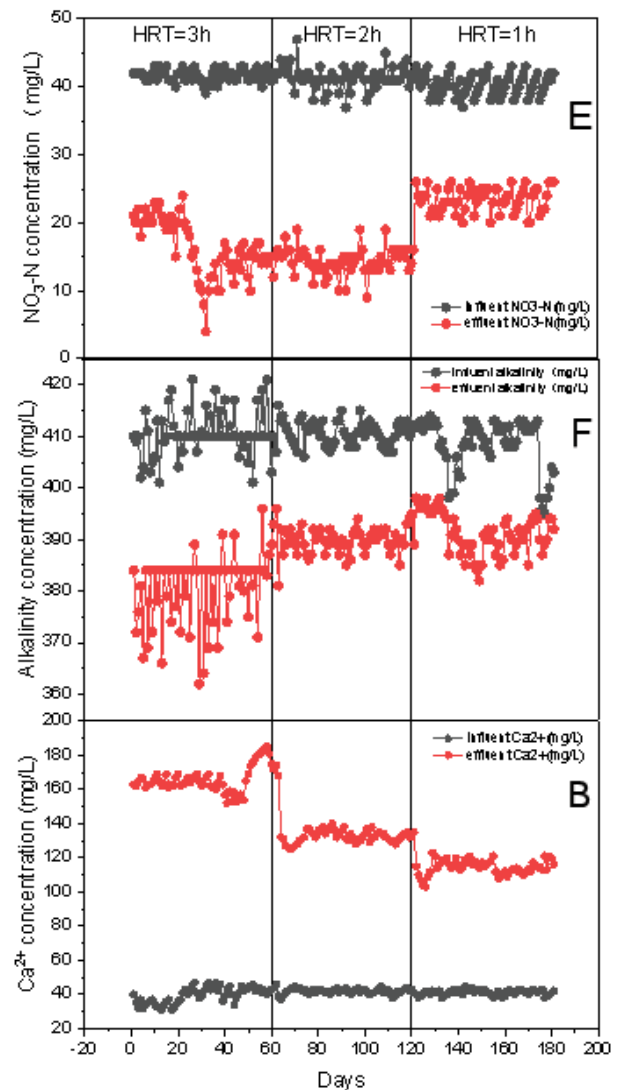 HRT=3h HRT=2h HRT=1h
50
40
30
20
10
0
NO3-N concentration ( mg/L)
E
Influent NO3-N(mg/L)
effluent NO3-N(mg/L)
420
410
400
390
380
370
360
Alkalinity concentration (mg/L)
F
influent alkalinity (mg/L)
effluent alkalinity (mg/L)
200
180
160
140
120
100
80
60
40
20
Ca2+ concentration (mg/L)
B
Influent Ca2+(mg/L)
effluent Ca2+(mg/L)
-20 0 20 40 60 80 100 120 140 160 180 200
Days